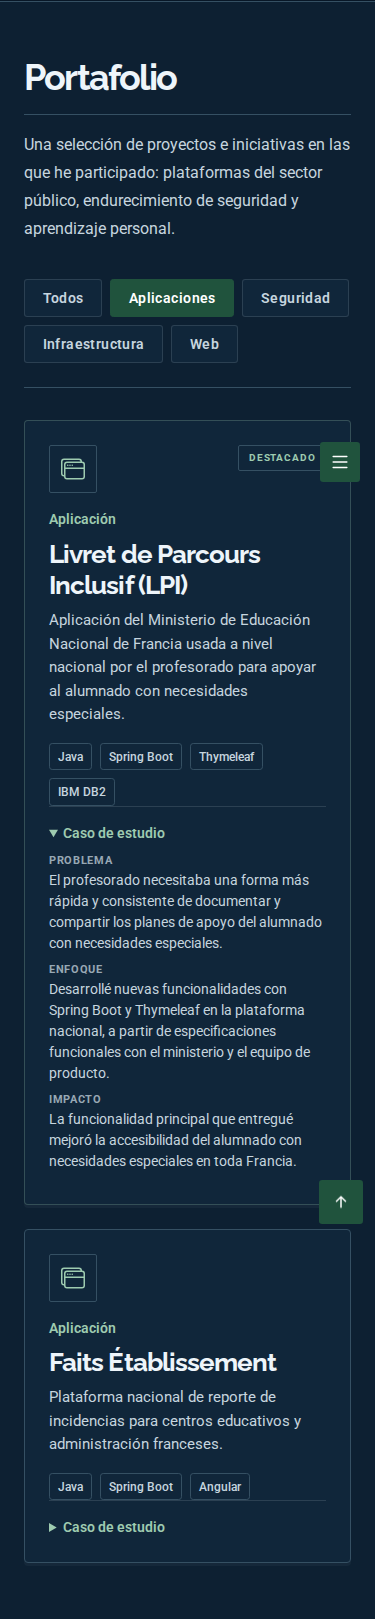 Portafolio
Una selección de proyectos e iniciativas en las
que he participado: plataformas del sector
público, endurecimiento de seguridad y
aprendizaje personal.
Todos Aplicaciones Seguridad
Infraestructura Web
DESTACADO
Aplicación
Livret de Parcours
Inclusif (LPI)
Aplicación del Ministerio de Educación
Nacional de Francia usada a nivel
nacional por el profesorado para apoyar
al alumnado con necesidades
especiales.
Java Spring Boot Thymeleaf
IBM DB2
Caso de estudio
PROBLEMA
El profesorado necesitaba una forma más
rápida y consistente de documentar y
compartir los planes de apoyo del alumnado
con necesidades especiales.
ENFOQUE
Desarrollé nuevas funcionalidades con
Spring Boot y Thymeleaf en la plataforma
nacional, a partir de especificaciones
funcionales con el ministerio y el equipo de
producto.
IMPACTO
La funcionalidad principal que entregué
mejoró la accesibilidad del alumnado con
necesidades especiales en toda Francia.
Aplicación
Faits Établissement
Plataforma nacional de reporte de
incidencias para centros educativos y
administración franceses.
Java Spring Boot Angular
Caso de estudio